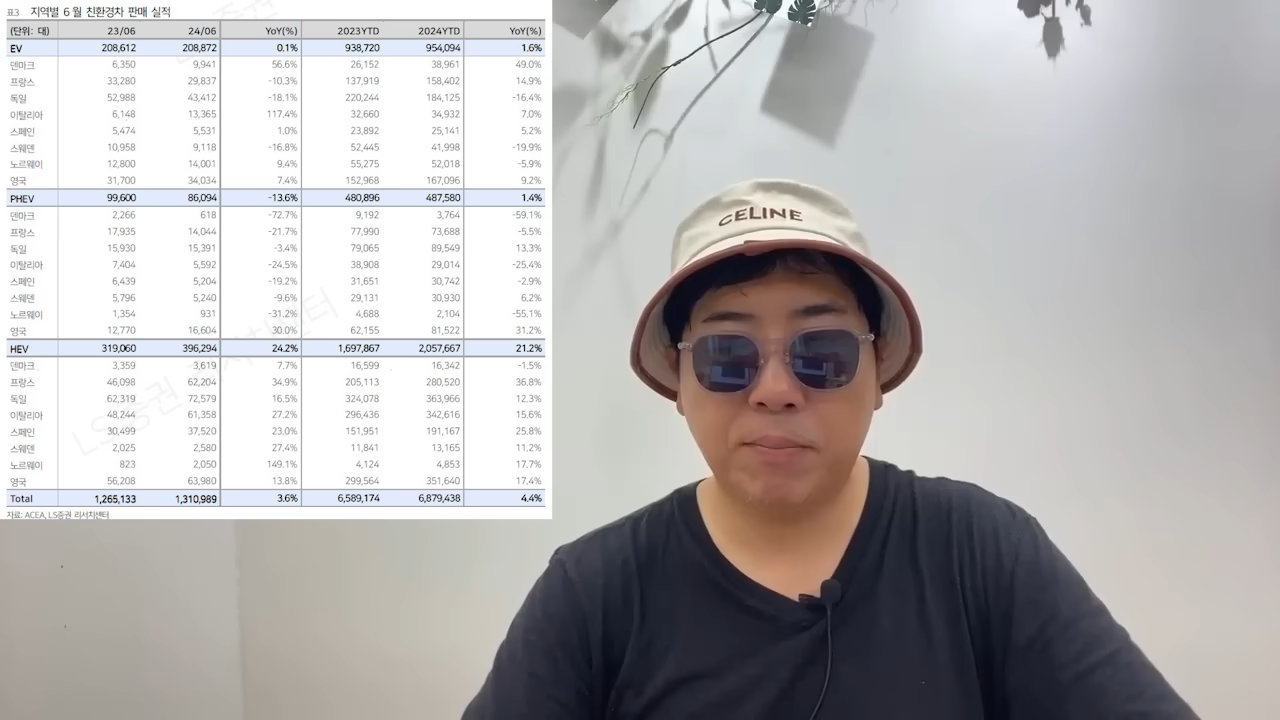 표3 지역별 6월 친환경차 판매 실적
(단위: 대) 23/06 24/06 YoY(%) 2023YTD 2024YTD YoY(%)
EV 208,612 208,872 0.1% 938,720 954,094 1.6%
덴마크 6,350 9,941 56.6% 26,152 38,961 49.0%
프랑스 33,280 29,837 -10.3% 137,919 158,402 14.9%
독일 52,988 43,412 -18.1% 220,244 184,125 -16.4%
이탈리아 6,148 13,365 117.4% 32,660 34,932 7.0%
스페인 5,474 5,531 1.0% 23,892 25,141 5.2%
스웨덴 10,958 9,118 -16.8% 52,445 41,998 -19.9%
노르웨이 12,800 14,001 9.4% 55,275 52,018 -5.9%
영국 31,700 34,034 7.4% 152,968 167,096 9.2%
PHEV 99,600 86,094 -13.6% 480,896 487,580 1.4%
덴마크 2,266 618 -72.7% 9,192 3,764 -59.1%
프랑스 17,935 14,044 -21.7% 77,990 73,688 -5.5%
독일 15,930 15,391 -3.4% 79,065 89,549 13.3%
이탈리아 7,404 5,592 -24.5% 38,908 29,014 -25.4%
스페인 6,439 5,204 -19.2% 31,651 30,742 -2.9%
스웨덴 5,796 5,240 -9.6% 29,131 30,930 6.2%
노르웨이 1,354 931 -31.2% 4,688 2,104 -55.1%
영국 12,770 16,604 30.0% 62,155 81,522 31.2%
HEV 319,060 396,294 24.2% 1,697,867 2,057,667 21.2%
덴마크 3,359 3,619 7.7% 16,599 16,342 -1.5%
프랑스 46,098 62,204 34.9% 205,113 280,520 36.8%
독일 62,319 72,579 16.5% 324,078 363,966 12.3%
이탈리아 48,244 61,358 27.2% 296,436 342,616 15.6%
스페인 30,499 37,520 23.0% 151,951 191,167 25.8%
스웨덴 2,025 2,580 27.4% 11,841 13,165 11.2%
노르웨이 823 2,050 149.1% 4,124 4,853 17.7%
영국 56,208 63,980 13.8% 299,564 351,640 17.4%
Total 1,265,133 1,310,989 3.6% 6,589,174 6,879,438 4.4%
자료: ACEA, LS증권 리서치센터
CELINE